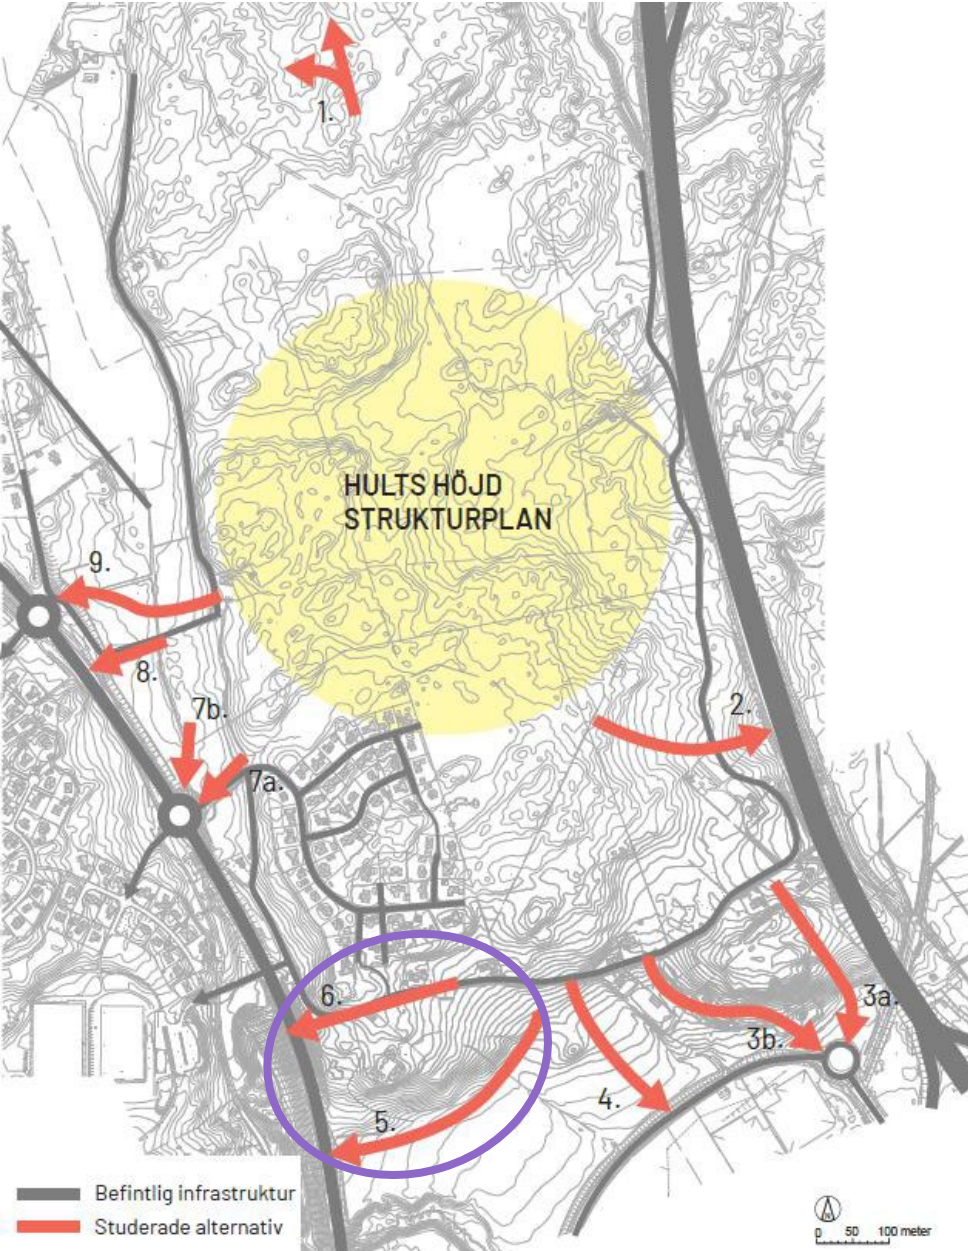 1.
HULTS HÖJD
STRUKTURPLAN
9.
8.
7b.
2.
7a.
6.
3a.
3b.
4.
5.
Befintlig infrastruktur
Studerade alternativ
N
0 50 100 meter